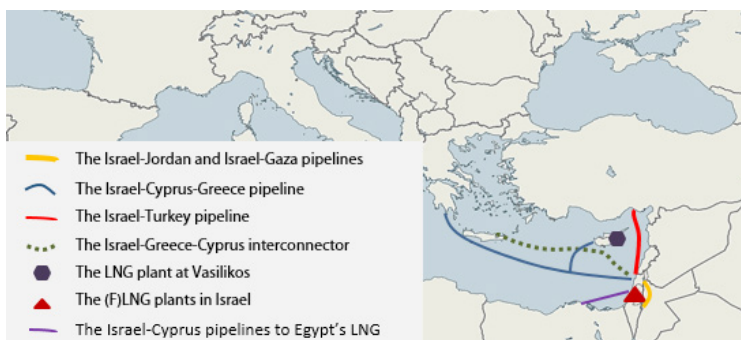 The Israel-Jordan and Israel-Gaza pipelines
The Israel-Cyprus-Greece pipeline
The Israel-Turkey pipeline
The Israel-Greece-Cyprus interconnector
The LNG plant at Vasilikos
The (F)LNG plants in Israel
The Israel-Cyprus pipelines to Egypt's LNG